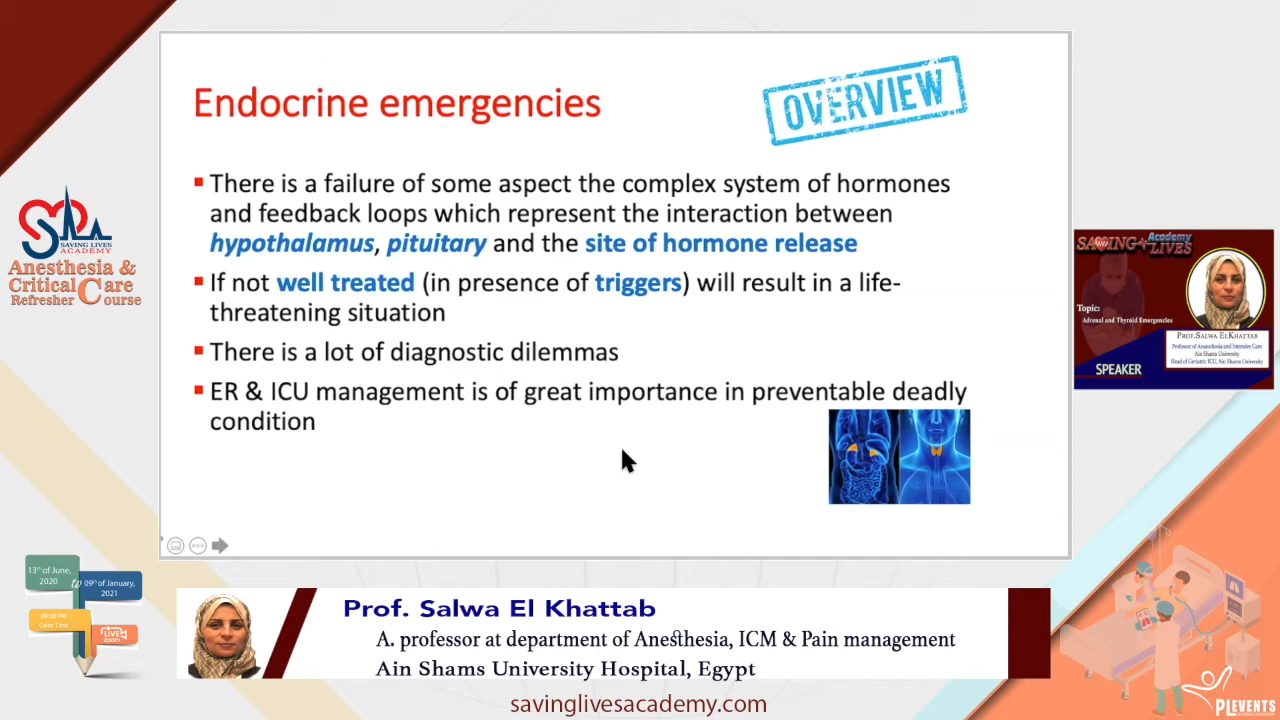 Endocrine emergencies
OVERVIEW
▪ There is a failure of some aspect the complex system of hormones
and feedback loops which represent the interaction between
hypothalamus, pituitary and the site of hormone release
▪ If not well treated (in presence of triggers) will result in a life-
threatening situation
▪ There is a lot of diagnostic dilemmas
▪ ER & ICU management is of great importance in preventable deadly
condition
SAVING LIVES
ACADEMY
Anesthesia &
Critical Care
Refresher Course
SAVING LIVES Academy
Topic:
Adrenal and Thyroid Emergencies
PROF.SALWA ELKHATTAB
Professor of Anaesthesia and Intensive Care
Ain Shams University
Head of Geriatric ICU, Ain Shams University
SPEAKER
13th of June,
2020
to
09th of January,
2021
09:00 PM
Cairo Time
LIVE
zoom
Prof. Salwa El Khattab
A. professor at department of Anesthesia, ICM & Pain management
Ain Shams University Hospital, Egypt
savinglivesacademy.com
PLEVENTS